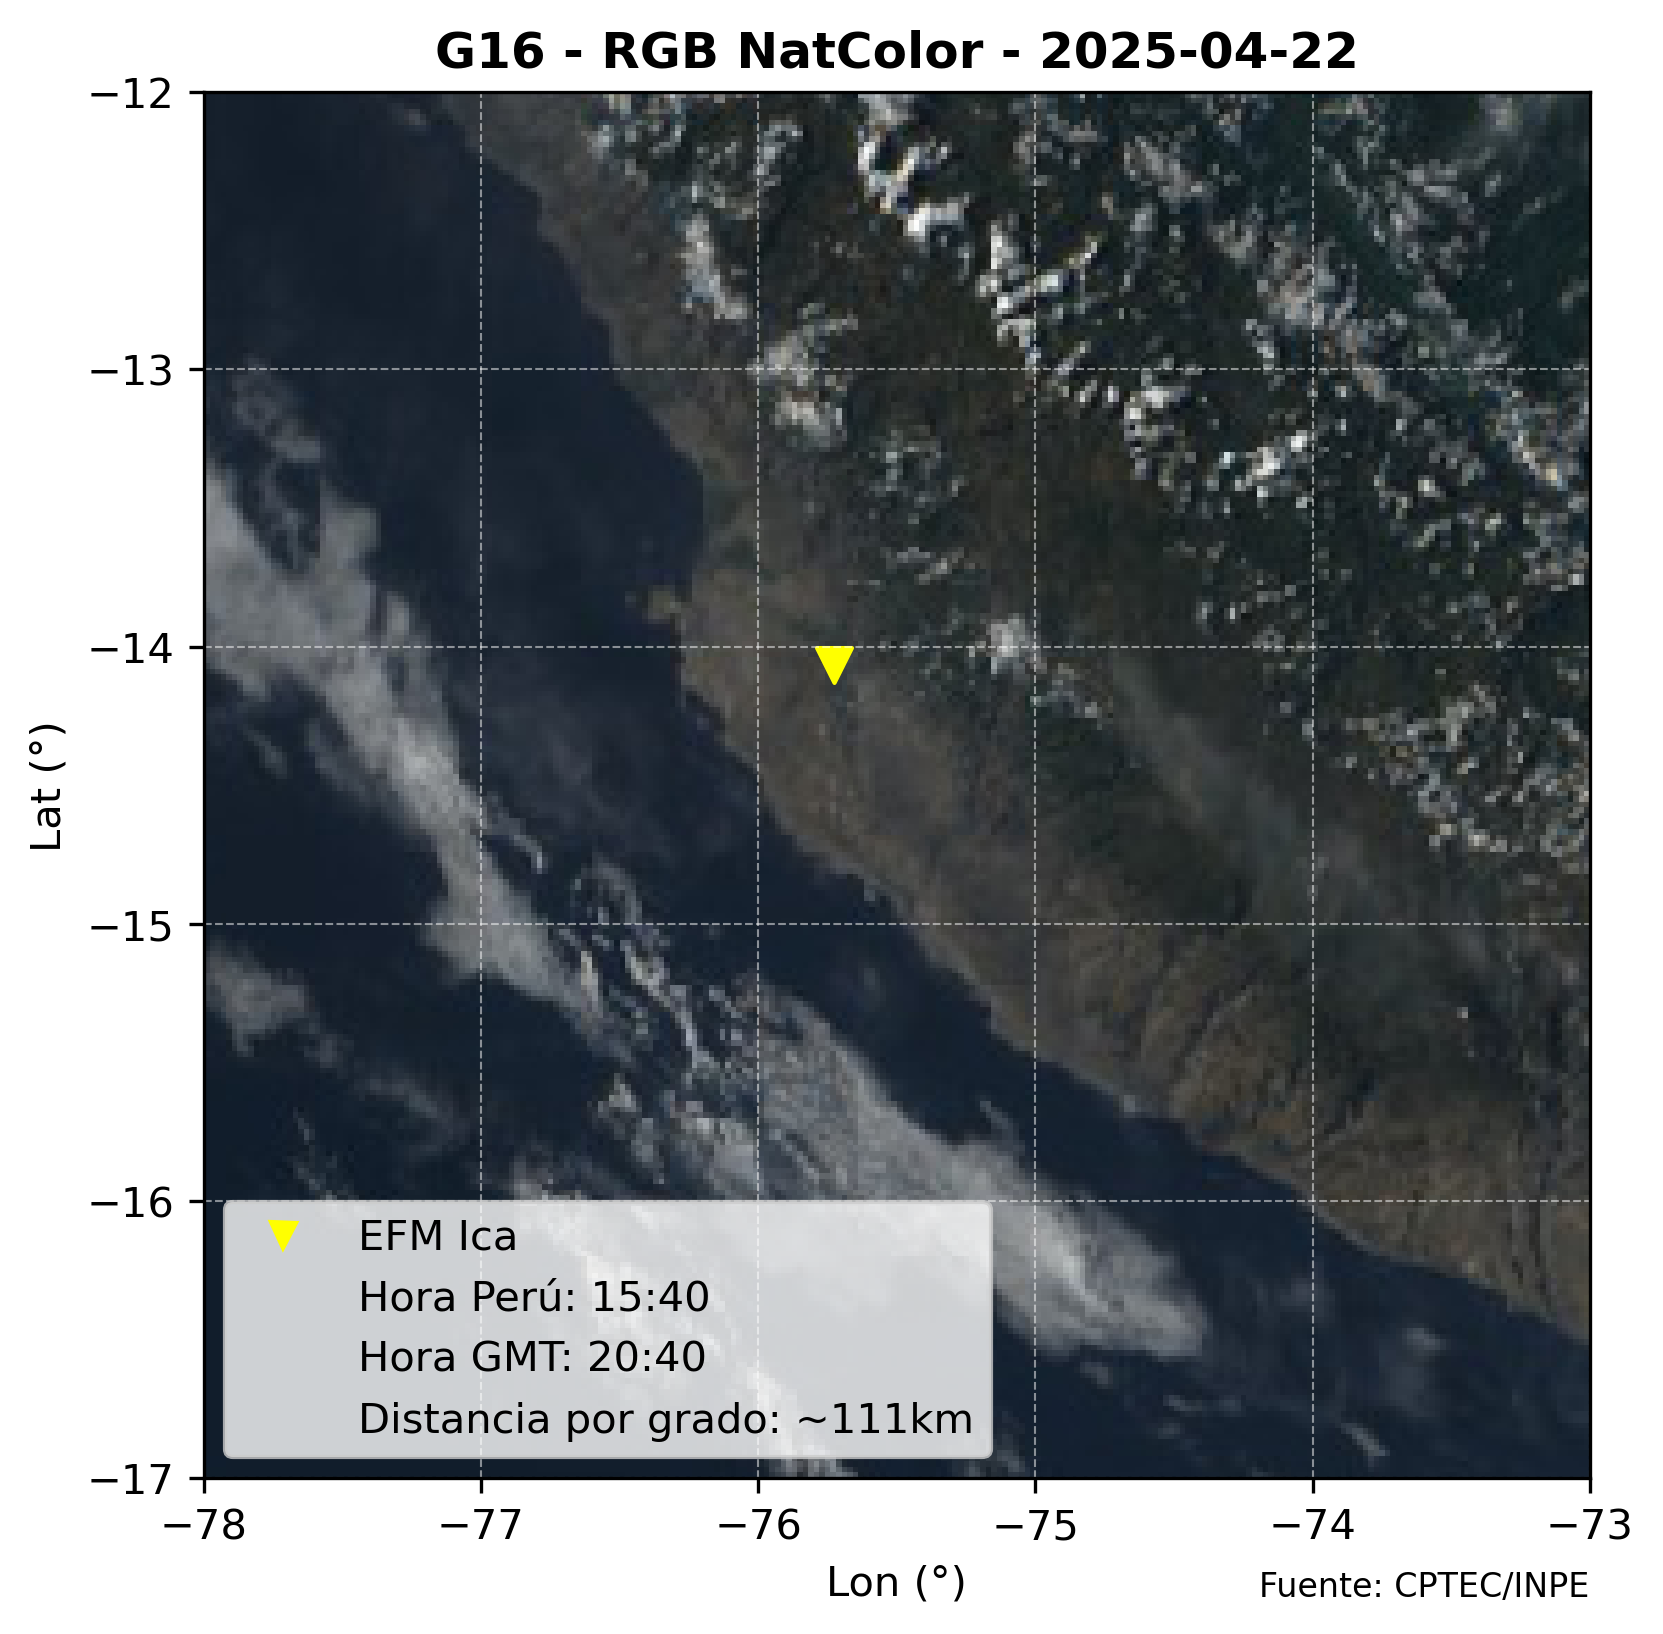 G16 - RGB NatColor - 2025-04-22
−12
−13
−14
−15
−16
−17
Lat (°)
EFM Ica
Hora Perú: 15:40
Hora GMT: 20:40
Distancia por grado: ~111km
−78 −77 −76 −75 −74 −73
Lon (°)
Fuente: CPTEC/INPE